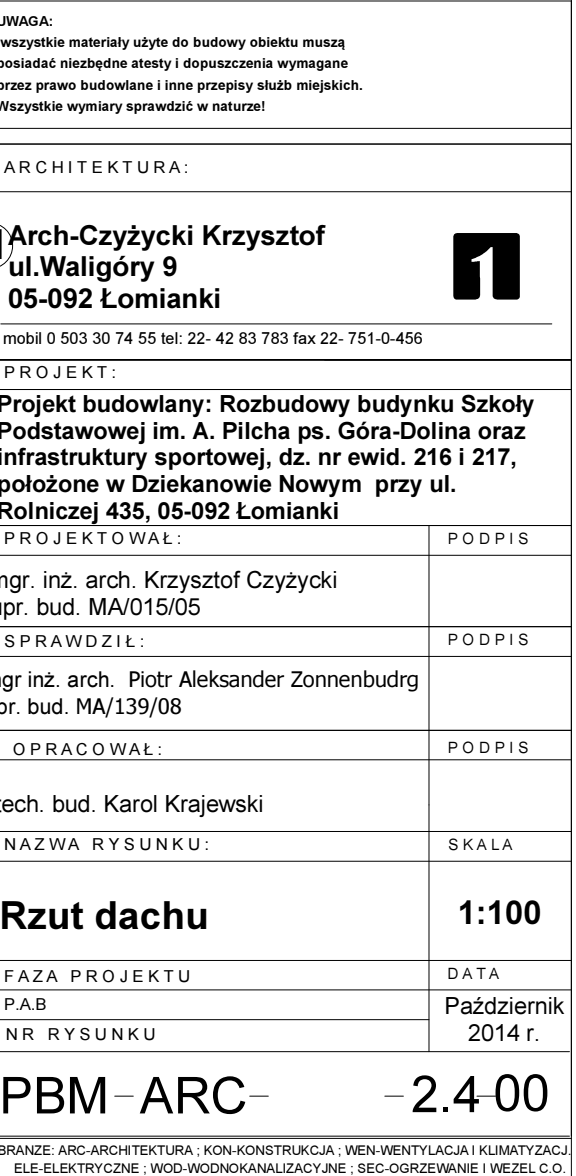 UWAGA:
wszystkie materiały użyte do budowy obiektu muszą
posiadać niezbędne atesty i dopuszczenia wymagane
przez prawo budowlane i inne przepisy służb miejskich.
Wszystkie wymiary sprawdzić w naturze!
ARCHITEKTURA:
Arch-Czyżycki Krzysztof
ul.Waligóry 9
05-092 Łomianki
1
mobil 0 503 30 74 55 tel: 22- 42 83 783 fax 22- 751-0-456
PROJEKT:
Projekt budowlany: Rozbudowy budynku Szkoły
Podstawowej im. A. Pilcha ps. Góra-Dolina oraz
infrastruktury sportowej, dz. nr ewid. 216 i 217,
położone w Dziekanowie Nowym przy ul.
Rolniczej 435, 05-092 Łomianki
PROJEKTOWAŁ: PODPIS
mgr. inż. arch. Krzysztof Czyżycki
upr. bud. MA/015/05
SPRAWDZIŁ: PODPIS
mgr inż. arch. Piotr Aleksander Zonnenbudrg
pr. bud. MA/139/08
OPRACOWAŁ: PODPIS
tech. bud. Karol Krajewski
NAZWA RYSUNKU: SKALA
Rzut dachu 1:100
FAZA PROJEKTU DATA
P.A.B Październik
NR RYSUNKU 2014 r.
PBM-ARC- -2.4-00
BRANZE: ARC-ARCHITEKTURA ; KON-KONSTRUKCJA ; WEN-WENTYLACJA I KLIMATYZACJ.
ELE-ELEKTRYCZNE ; WOD-WODNOKANALIZACYJNE ; SEC-OGRZEWANIE I WEZEL C.O.